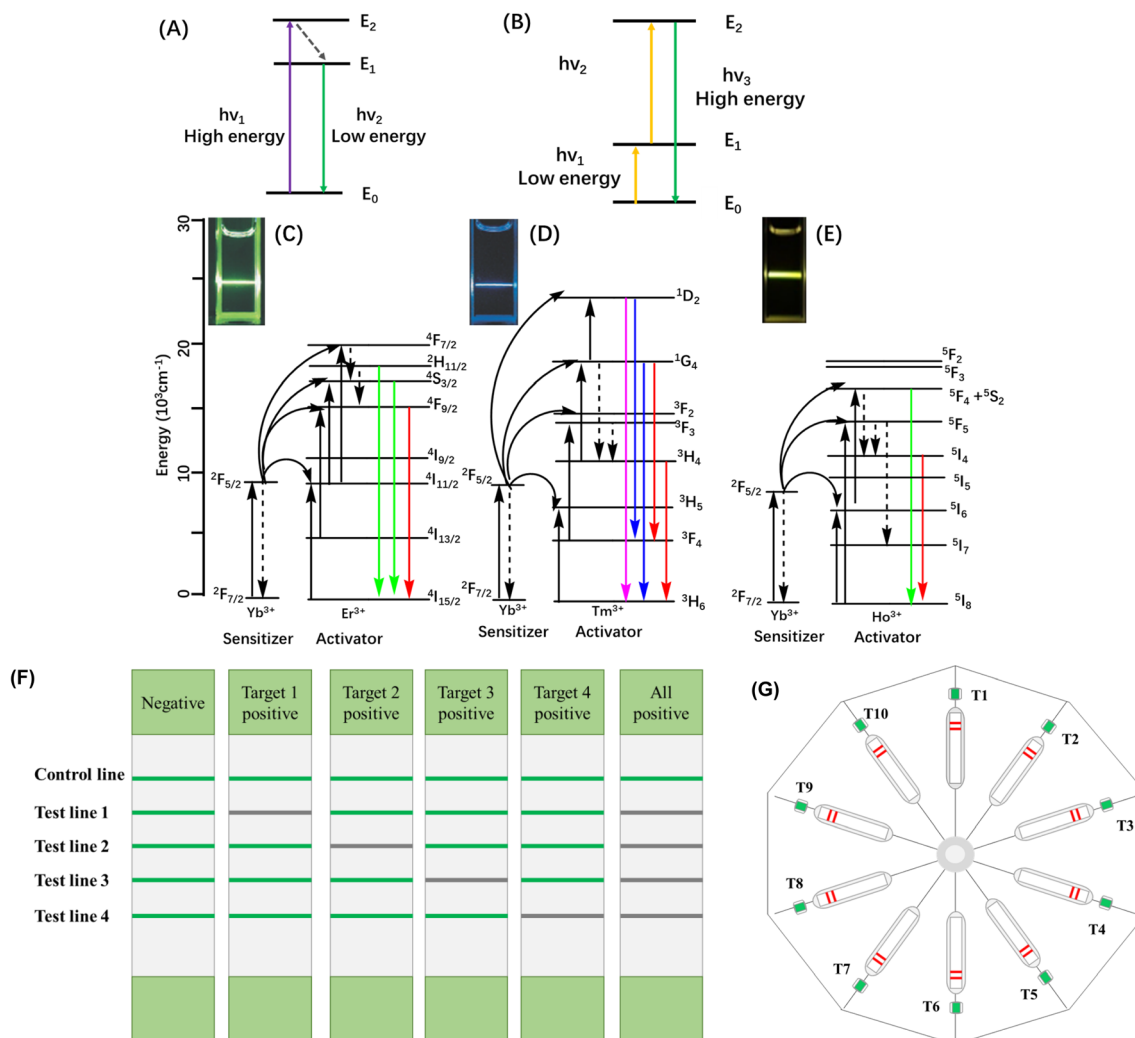 (A)
E₂
E₁
hv₁
High energy
hv₂
Low energy
E₀
(B)
E₂
hv₂
hv₃
High energy
E₁
hv₁
Low energy
E₀
Energy (10³cm⁻¹)
30
20
10
0
(C)
⁴F₇/₂
²H₁₁/₂
⁴S₃/₂
⁴F₉/₂
⁴I₉/₂
²F₅/₂
⁴I₁₁/₂
⁴I₁₃/₂
²F₇/₂
⁴I₁₅/₂
Yb³⁺
Er³⁺
Sensitizer
Activator
(D)
¹D₂
¹G₄
³F₂
³F₃
³H₄
²F₅/₂
³H₅
³F₄
²F₇/₂
³H₆
Yb³⁺
Tm³⁺
Sensitizer
Activator
(E)
⁵F₂
⁵F₃
⁵F₄ +⁵S₂
⁵F₅
⁵I₄
²F₅/₂
⁵I₅
⁵I₆
⁵I₇
²F₇/₂
⁵I₈
Yb³⁺
Ho³⁺
Sensitizer
Activator
(F)
Negative
Target 1
positive
Target 2
positive
Target 3
positive
Target 4
positive
All
positive
Control line
Test line 1
Test line 2
Test line 3
Test line 4
(G)
T1
T2
T3
T4
T5
T6
T7
T8
T9
T10